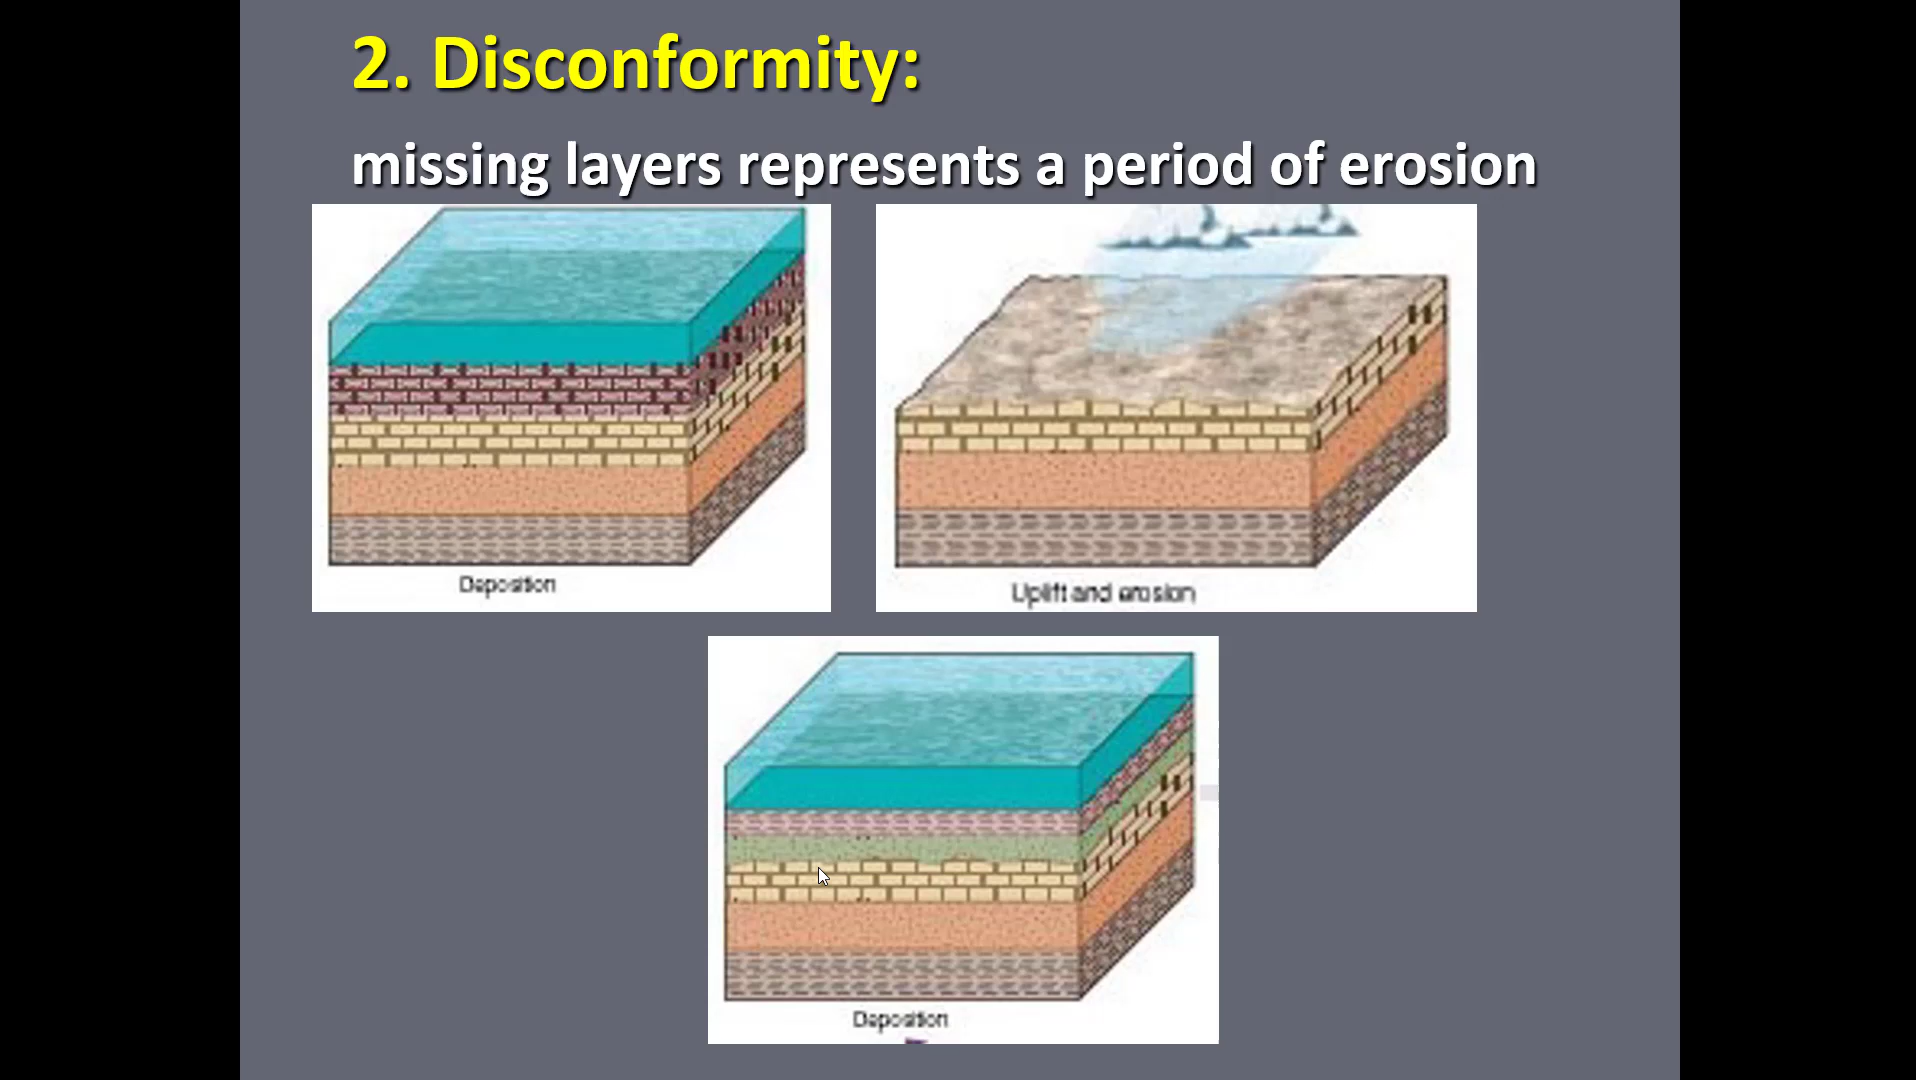 2. Disconformity:
missing layers represents a period of erosion
Deposition
Uplift and erosion
Deposition